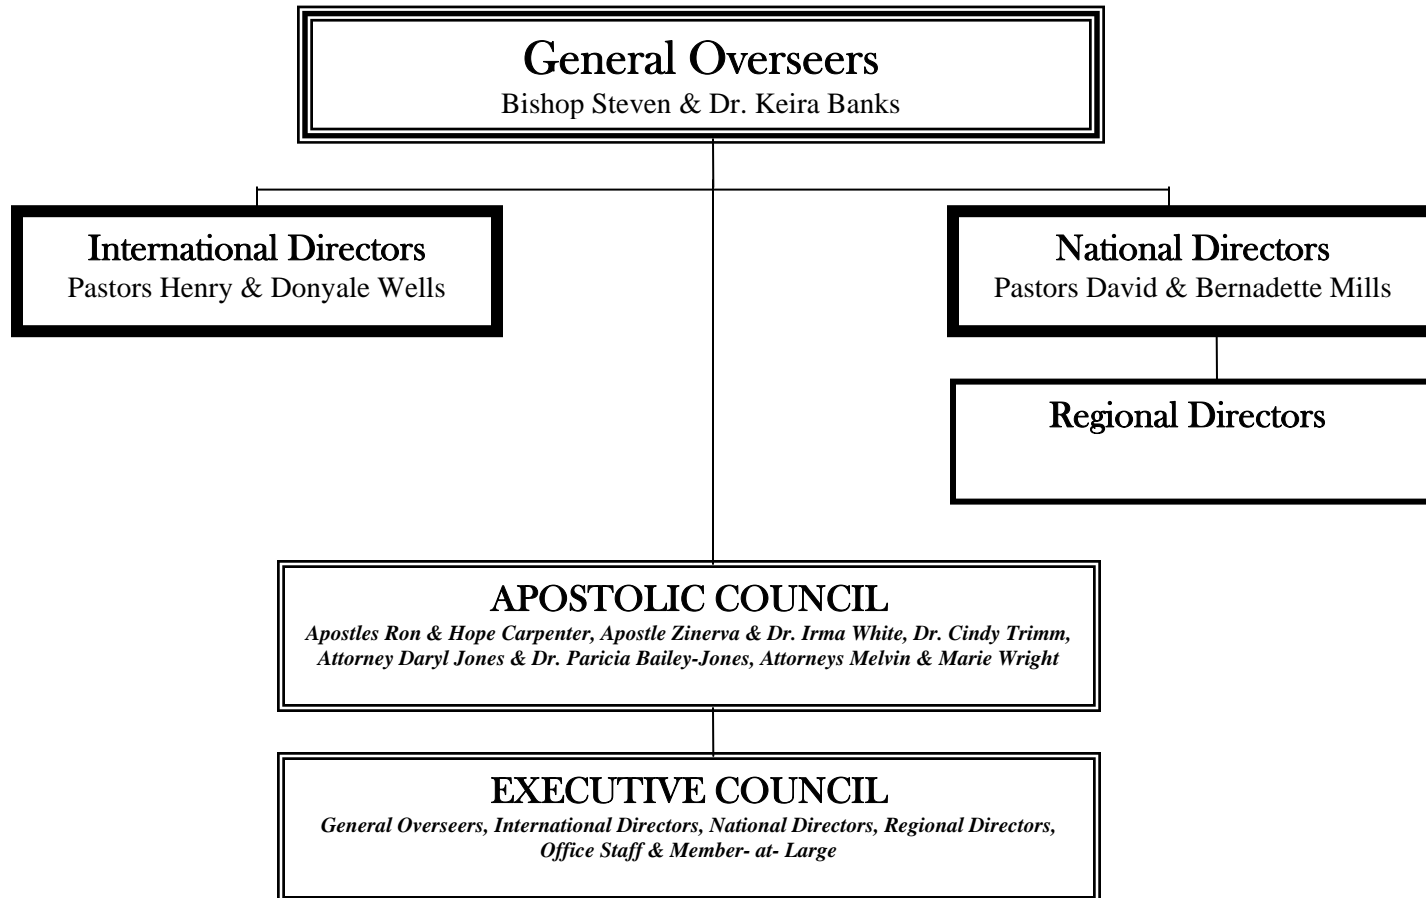 General Overseers
Bishop Steven & Dr. Keira Banks
International Directors
Pastors Henry & Donyale Wells
National Directors
Pastors David & Bernadette Mills
Regional Directors
APOSTOLIC COUNCIL
Apostles Ron & Hope Carpenter, Apostle Zinerva & Dr. Irma White, Dr. Cindy Trimm,
Attorney Daryl Jones & Dr. Paricia Bailey-Jones, Attorneys Melvin & Marie Wright
EXECUTIVE COUNCIL
General Overseers, International Directors, National Directors, Regional Directors,
Office Staff & Member- at- Large